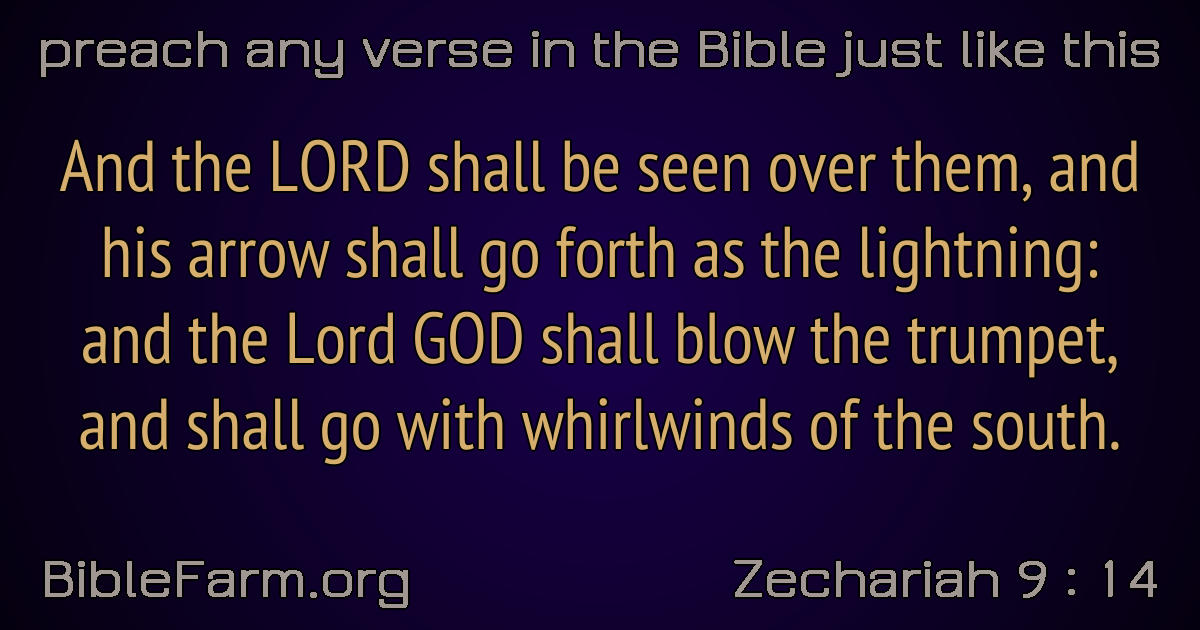 preach any verse in the Bible just like this
And the LORD shall be seen over them, and
his arrow shall go forth as the lightning:
and the Lord GOD shall blow the trumpet,
and shall go with whirlwinds of the south.
BibleFarm.org
Zechariah 9 : 14